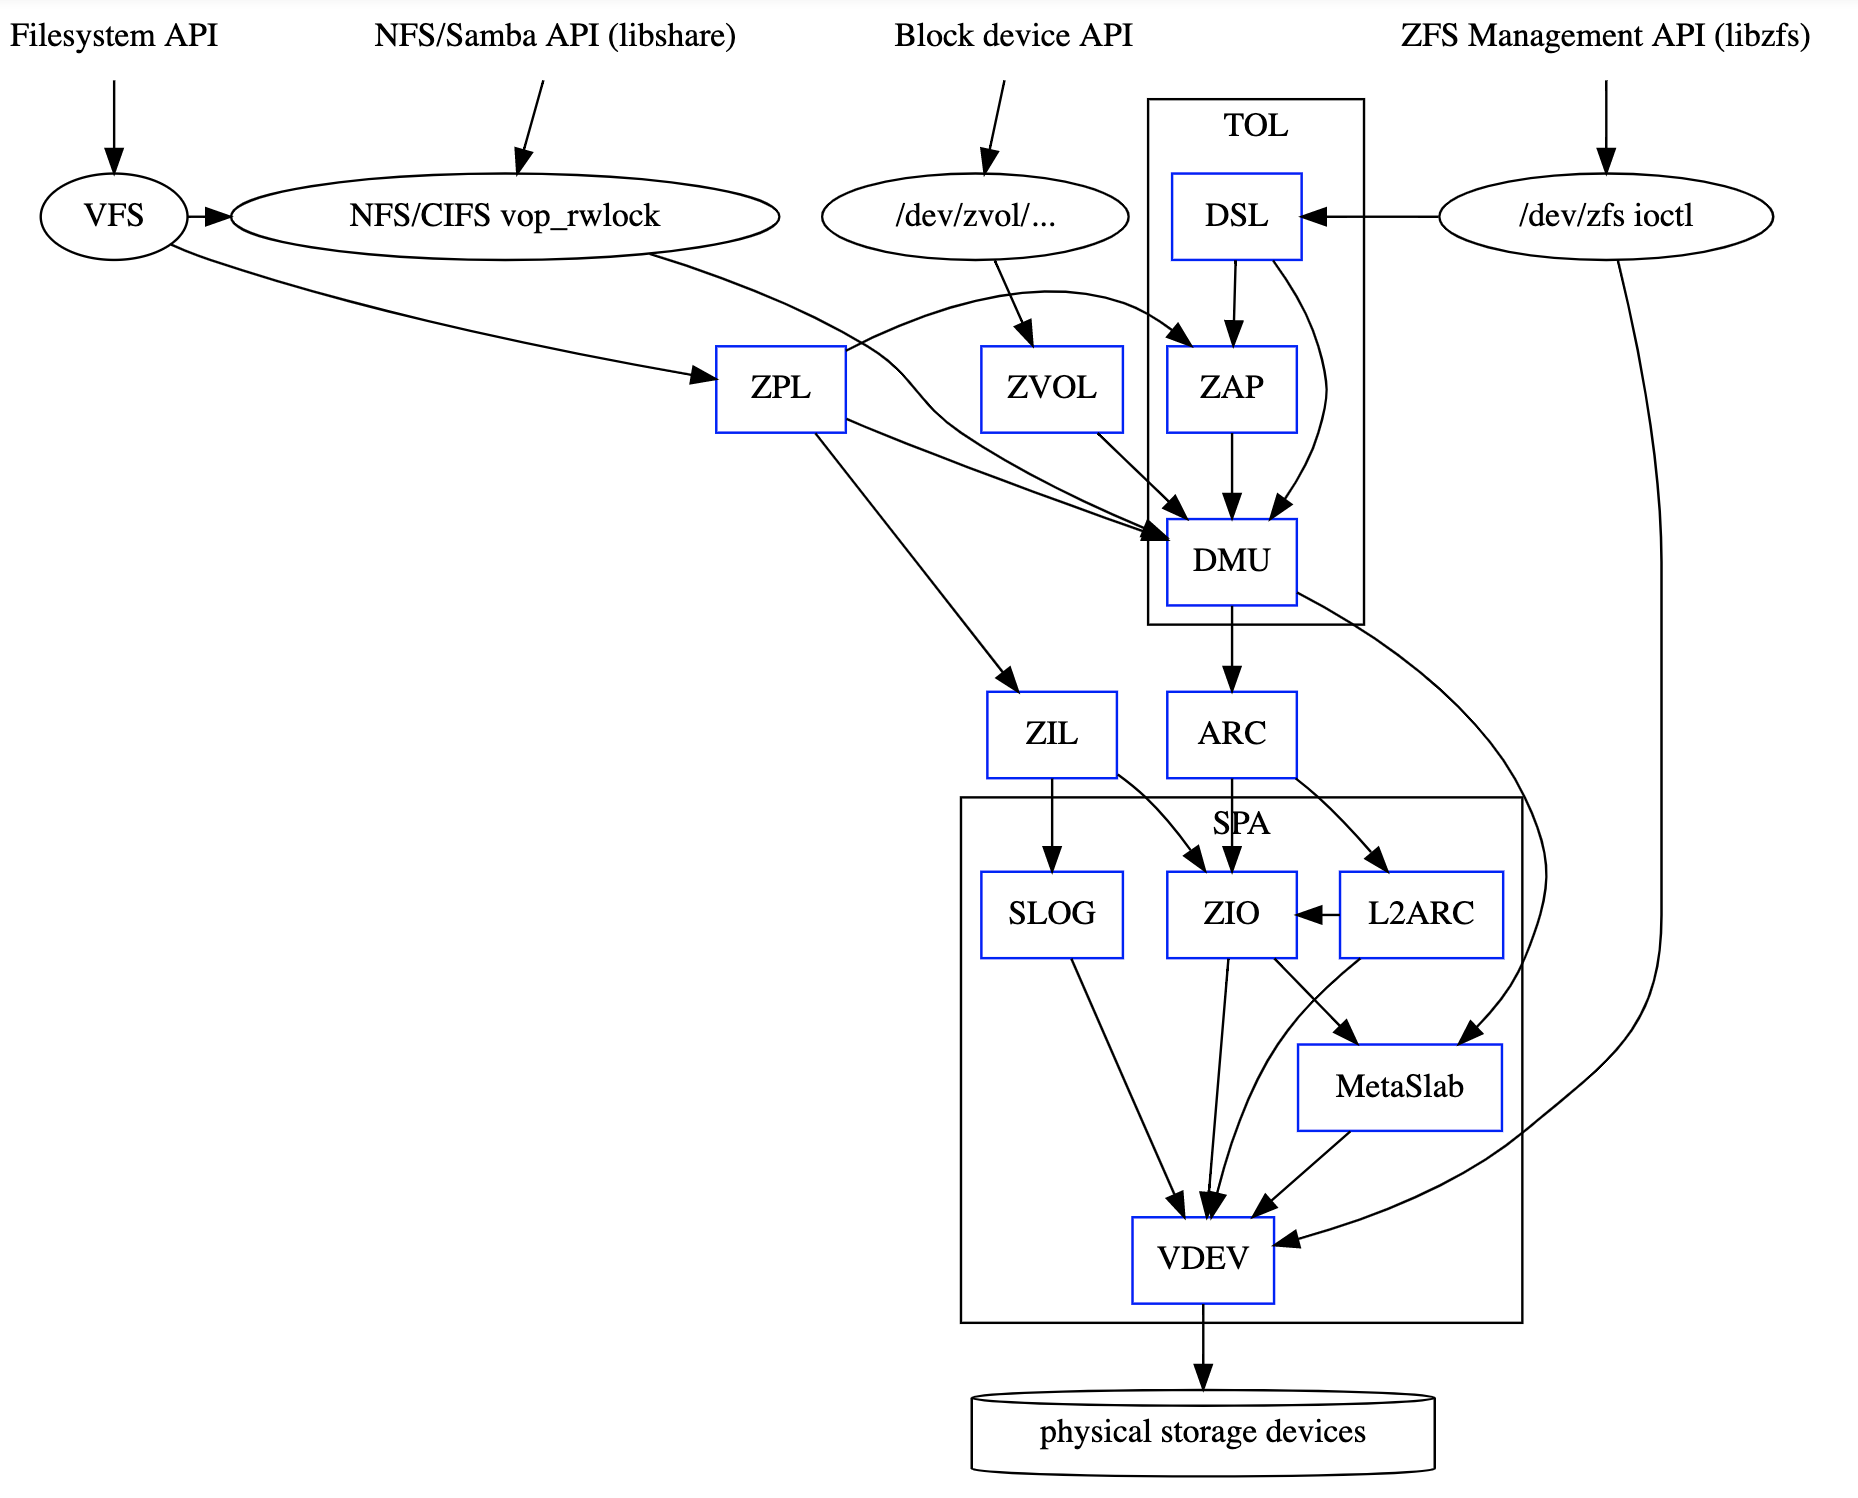 Filesystem API
NFS/Samba API (libshare)
Block device API
ZFS Management API (libzfs)
TOL
VFS
NFS/CIFS vop_rwlock
/dev/zvol/...
DSL
/dev/zfs ioctl
ZPL
ZVOL
ZAP
DMU
ZIL
ARC
SPA
SLOG
ZIO
L2ARC
MetaSlab
VDEV
physical storage devices